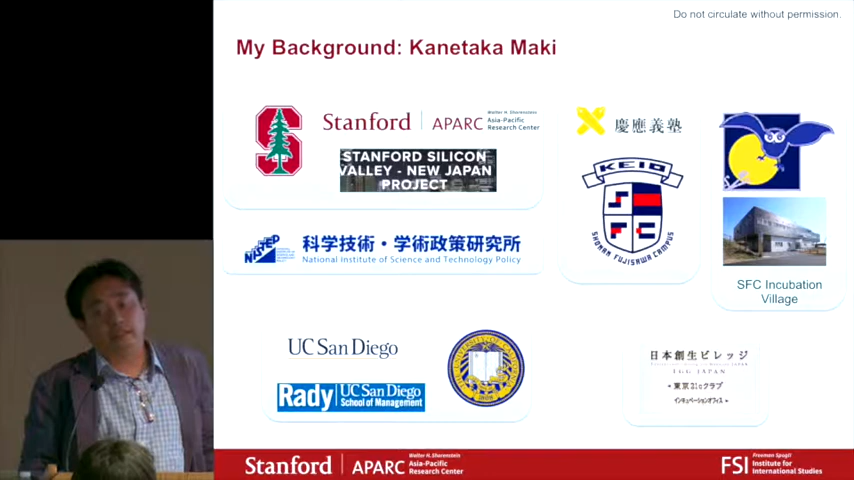 Do not circulate without permission.
My Background: Kanetaka Maki
S
Stanford
APARC
Walter H. Shorenstein
Asia-Pacific
Research Center
STANFORD SILICON
VALLEY - NEW JAPAN
PROJECT
慶應義塾
KEIO
S
F C
SHONAN FUJISAWA CAMPUS
SFC Incubation
Village
NISTEP
科学技術・学術政策研究所
National Institute of Science and Technology Policy
UC San Diego
Rady
UC San Diego
School of Management
日本創生ビレッジ
EGG JAPAN
東京21cクラブ
インキュベーションオフィス
Stanford
APARC
Walter H. Shorenstein
Asia-Pacific
Research Center
FSI
Freeman Spogli
Institute for
International Studies